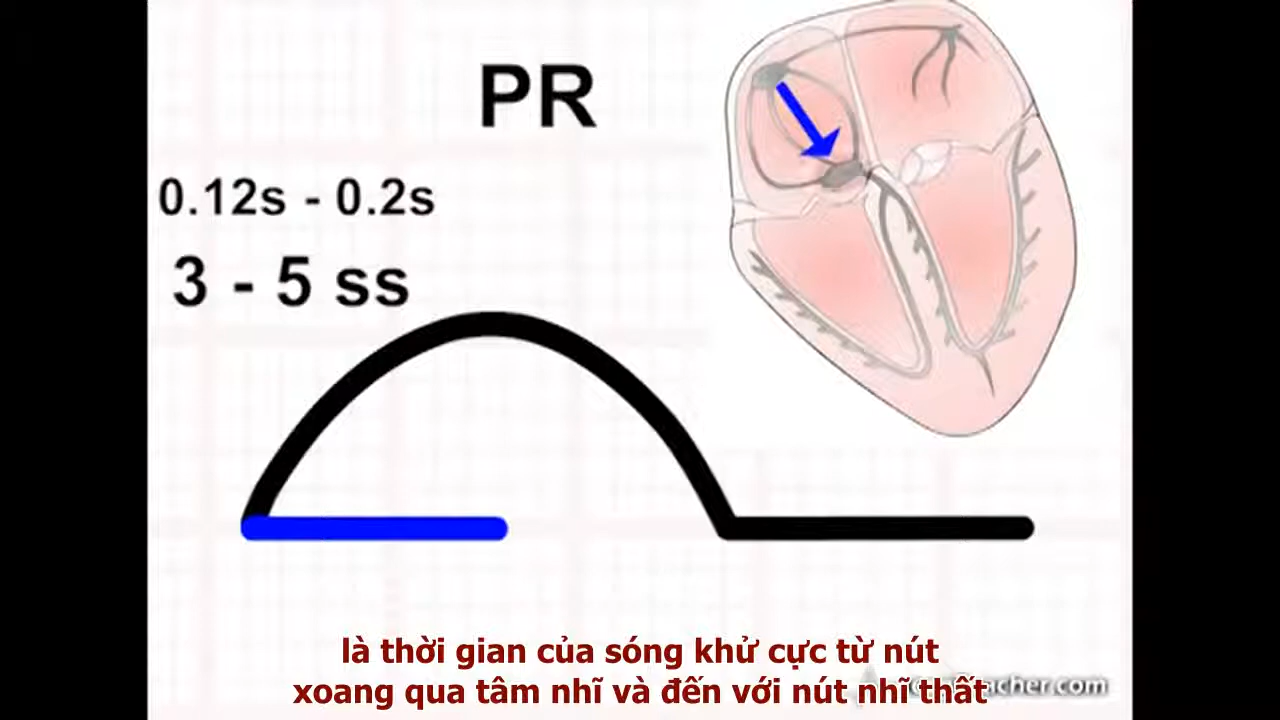 PR
0.12s - 0.2s
3 - 5 ss
là thời gian của sóng khử cực từ nút
xoang qua tâm nhĩ và đến với nút nhĩ thất